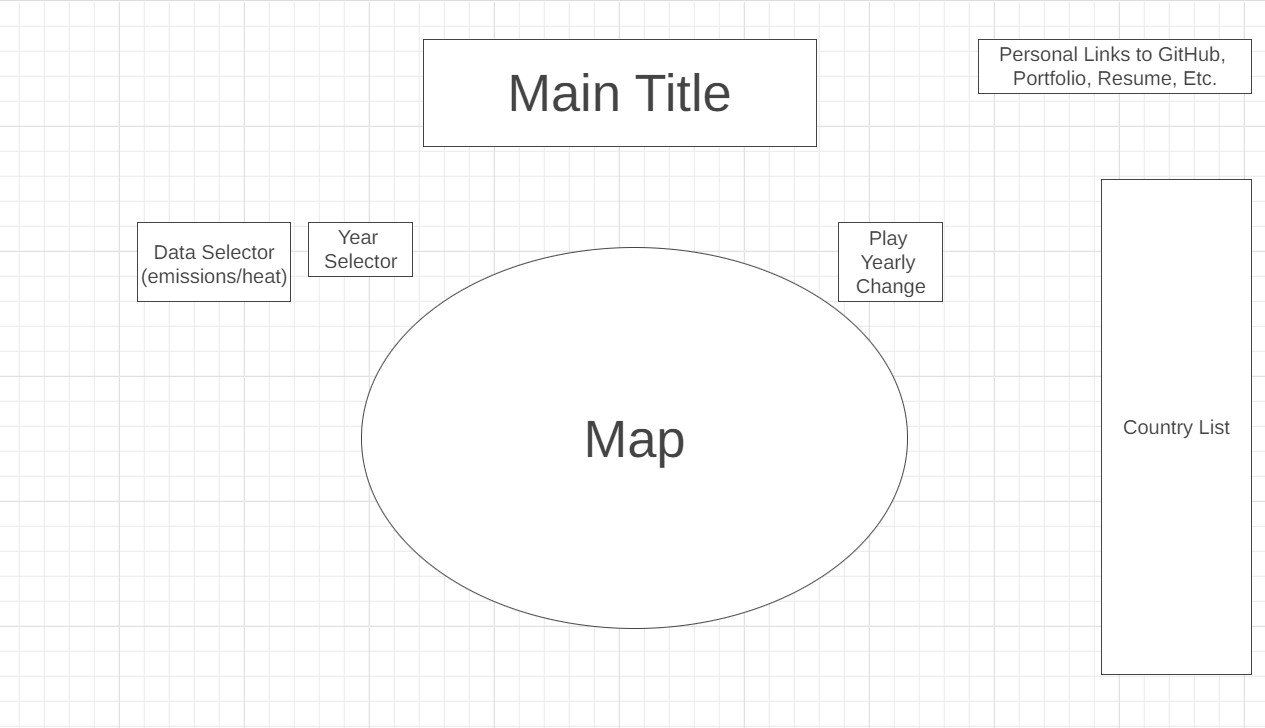 Main Title
Personal Links to GitHub,
Portfolio, Resume, Etc.
Data Selector
(emissions/heat)
Year
Selector
Play
Yearly
Change
Map
Country List